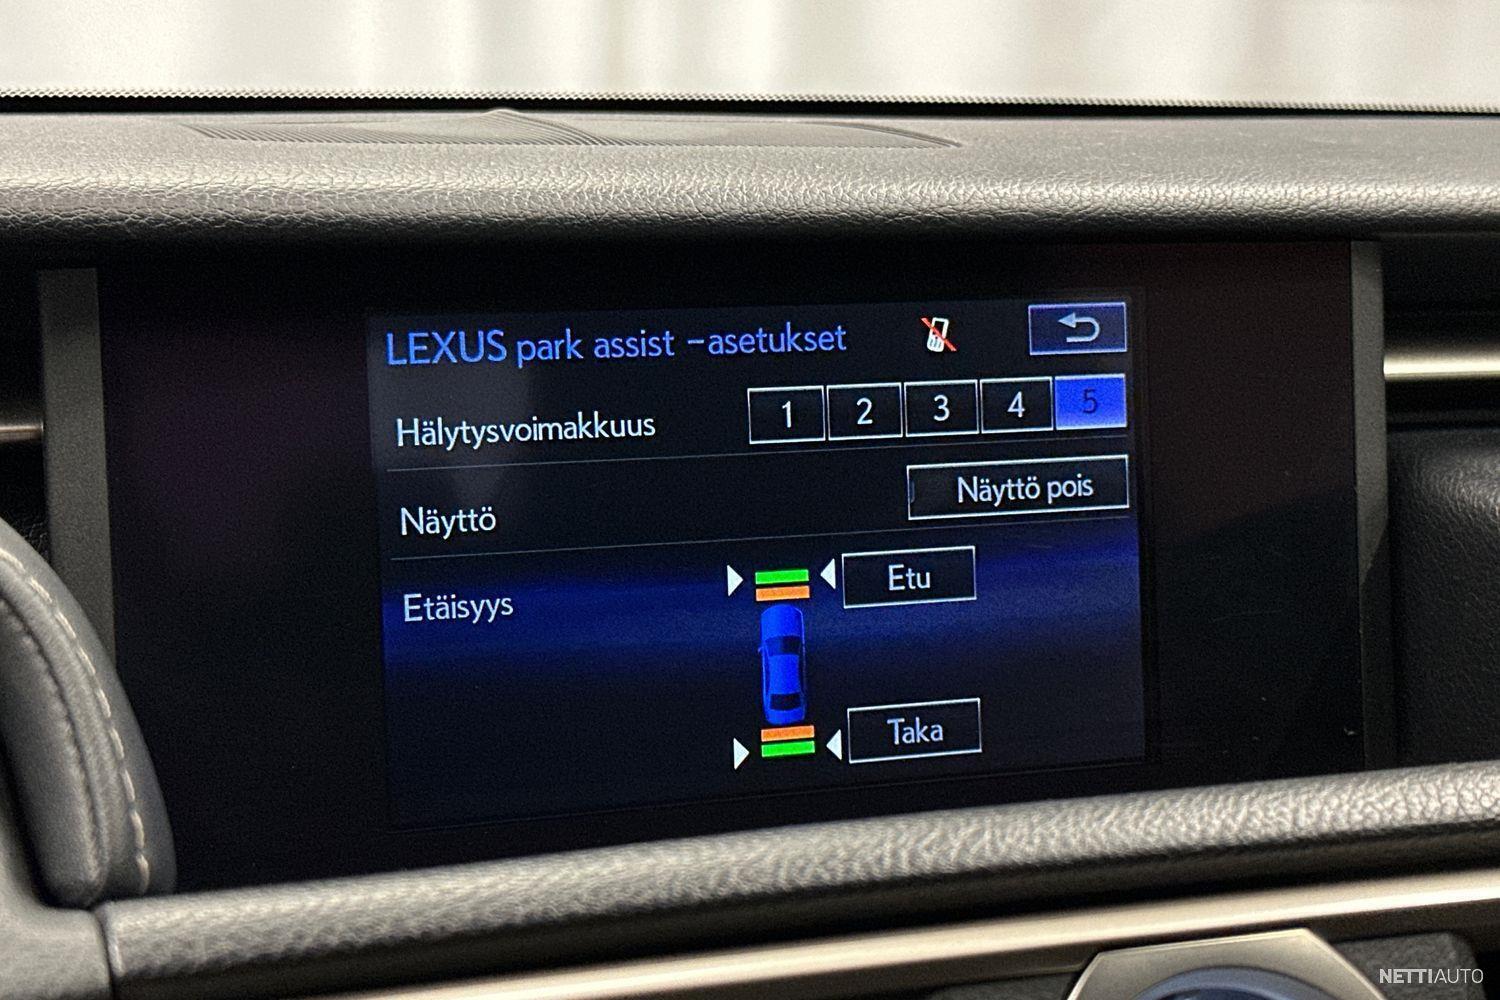 LEXUS park assist -asetukset
Hälytysvoimakkuus 1 2 3 4 5
Näyttö Näyttö pois
Etäisyys Etu
Taka
NETTIAUTO